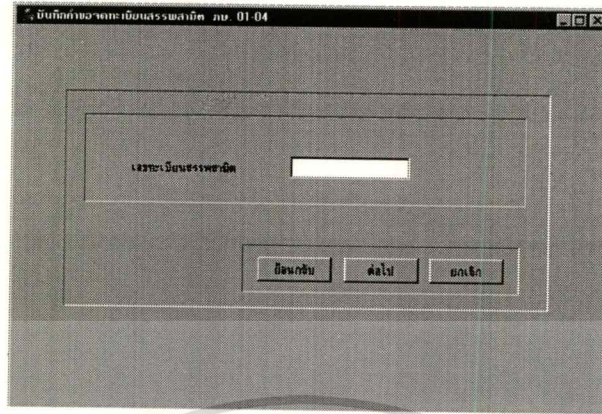 บันทึกคำขอจดทะเบียนสรรพสามิต ภษ. 01-04
เลขทะเบียนสรรพสามิต
ย้อนกลับ ต่อไป ยกเลิก